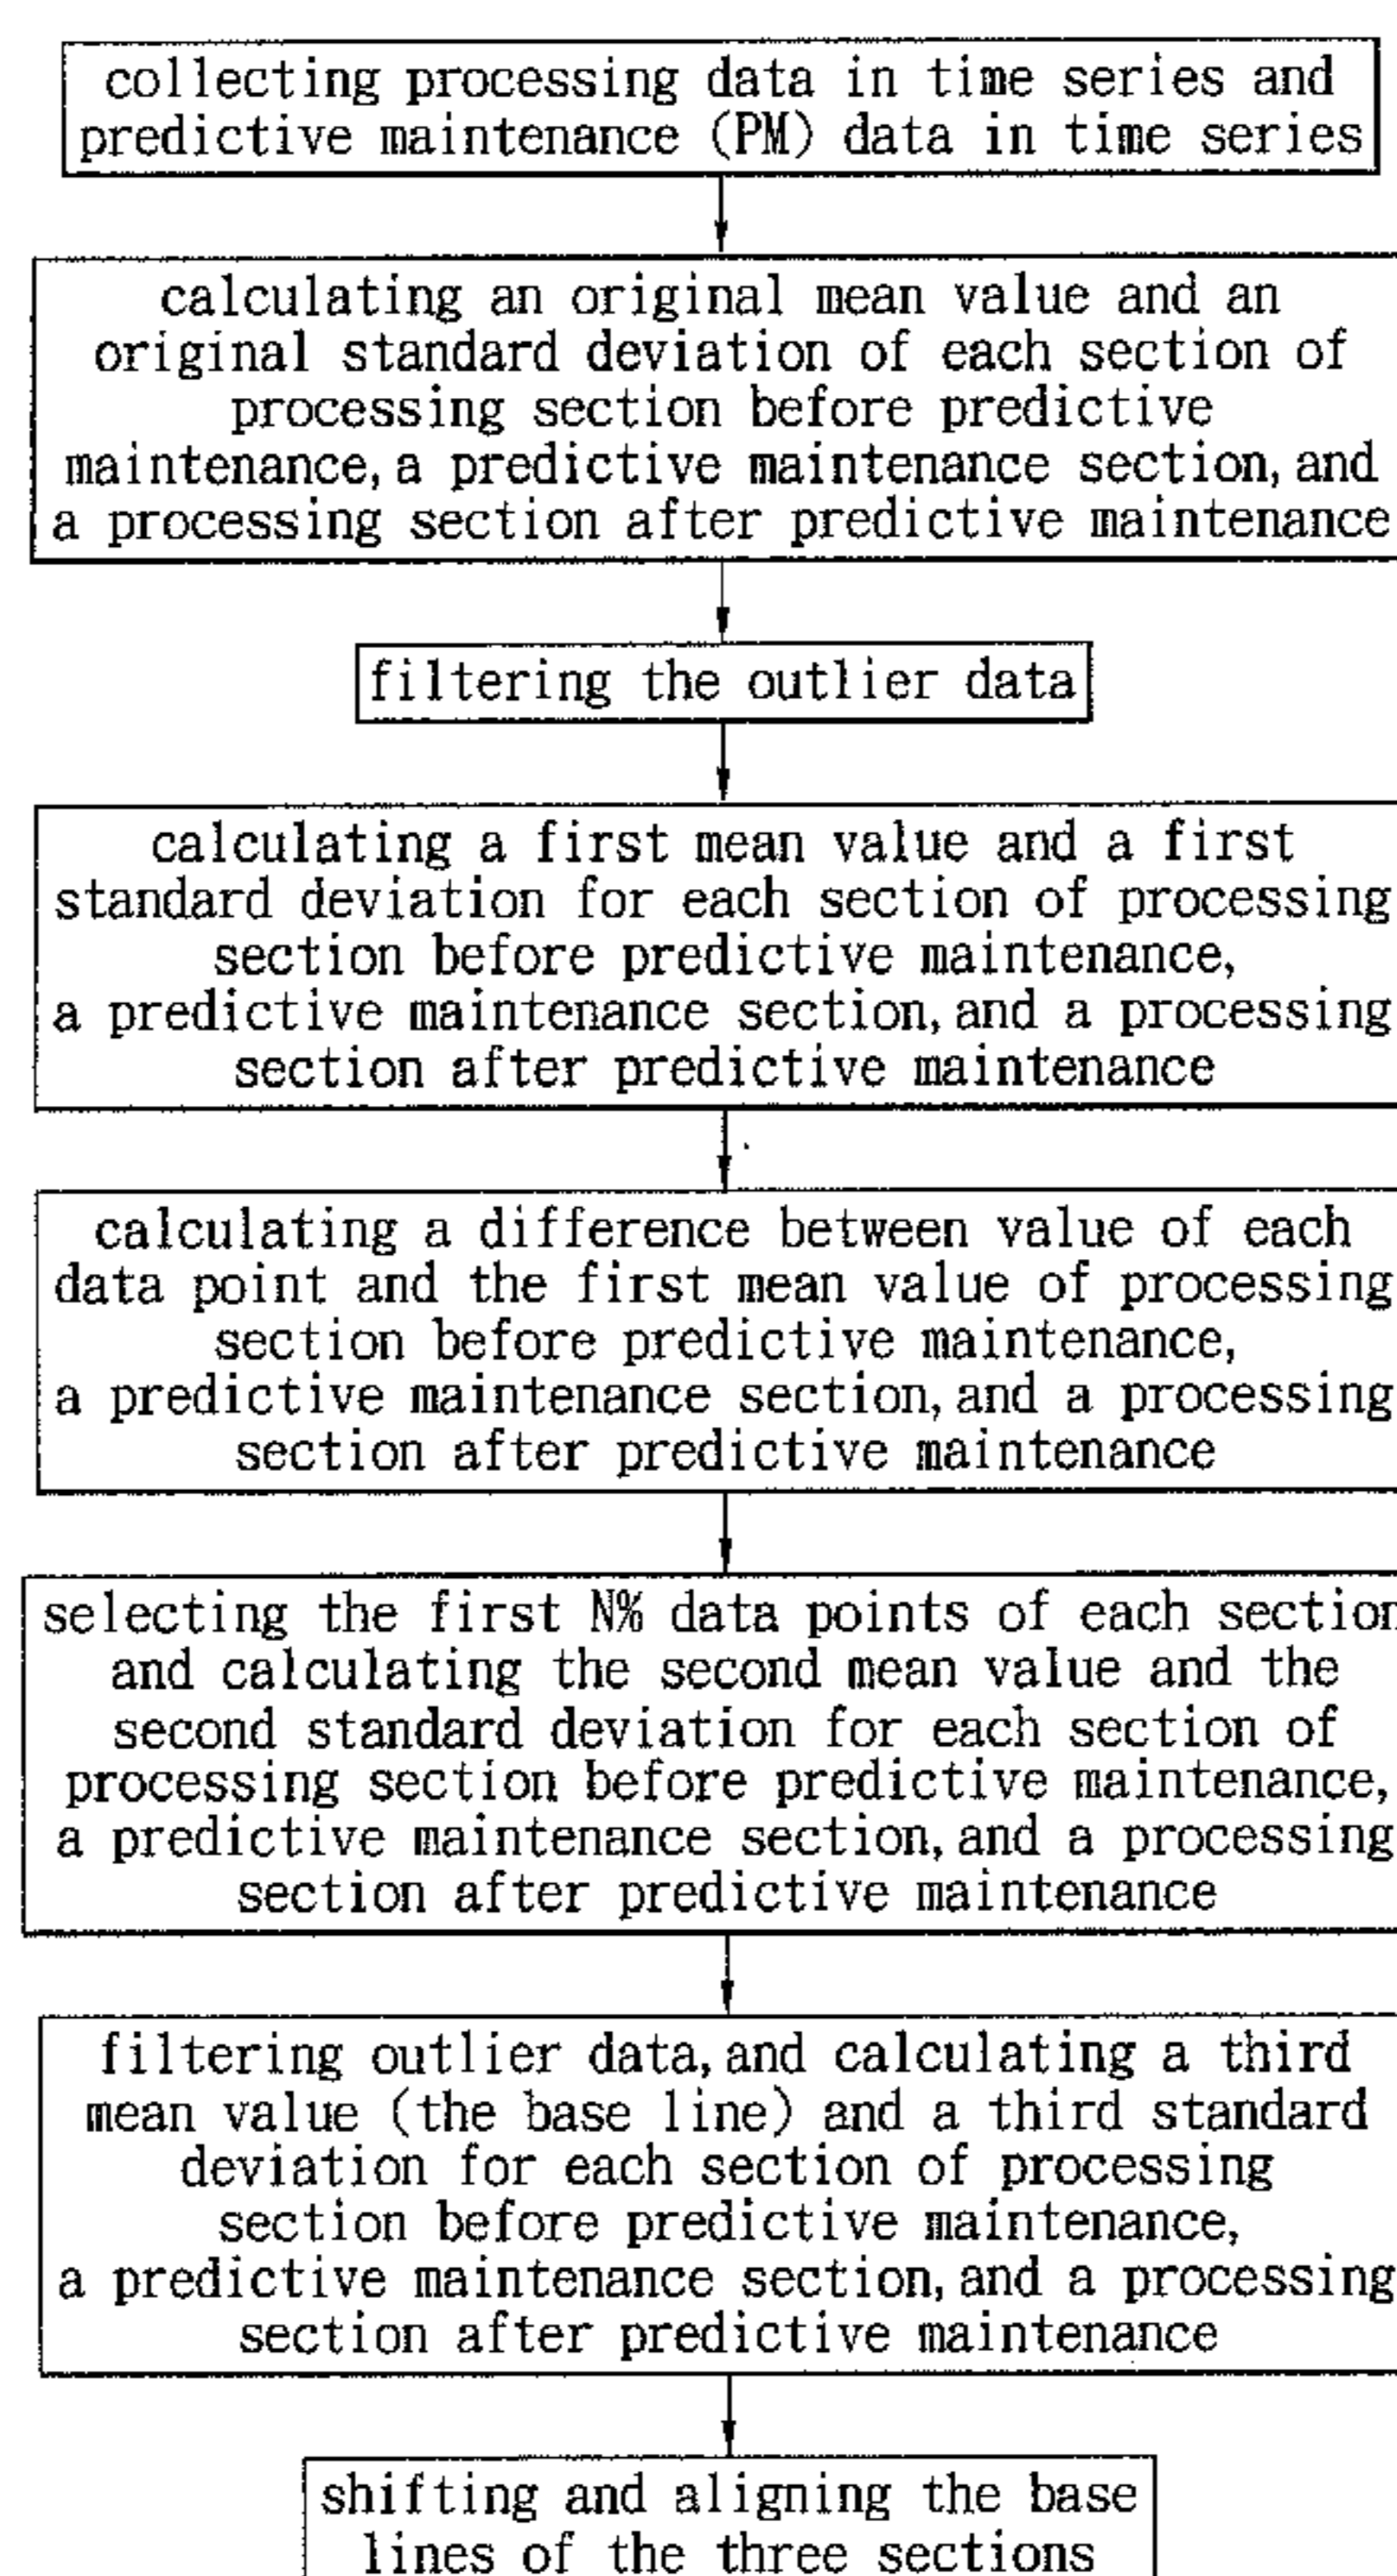 collecting processing data in time series and
predictive maintenance (PM) data in time series
calculating an original mean value and an
original standard deviation of each section of
processing section before predictive
maintenance, a predictive maintenance section, and
a processing section after predictive maintenance
filtering the outlier data
calculating a first mean value and a first
standard deviation for each section of processing
section before predictive maintenance,
a predictive maintenance section, and a processing
section after predictive maintenance
calculating a difference between value of each
data point and the first mean value of processing
section before predictive maintenance,
a predictive maintenance section, and a processing
section after predictive maintenance
selecting the first N% data points of each section
and calculating the second mean value and the
second standard deviation for each section of
processing section before predictive maintenance,
a predictive maintenance section, and a processing
section after predictive maintenance
filtering outlier data, and calculating a third
mean value (the base line) and a third standard
deviation for each section of processing
section before predictive maintenance,
a predictive maintenance section, and a processing
section after predictive maintenance
shifting and aligning the base
lines of the three sections